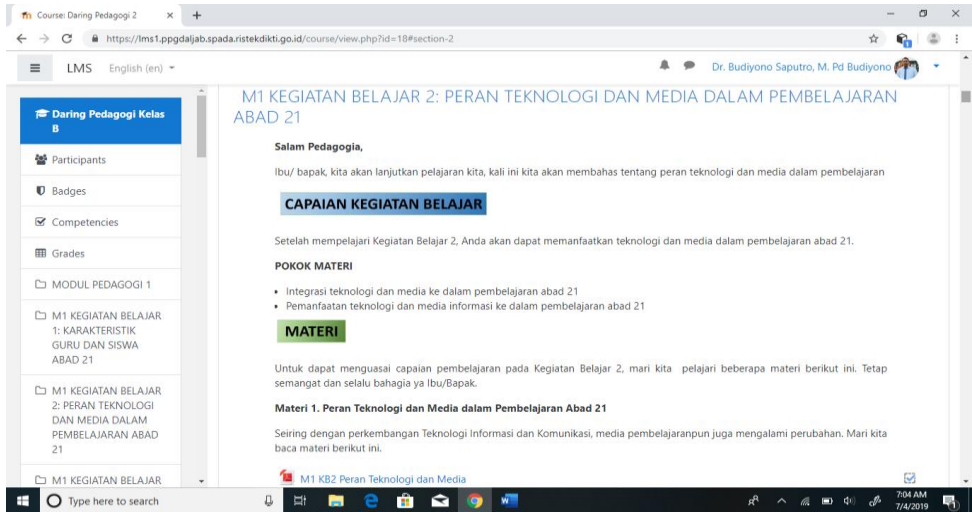 Course: Daring Pedagogi 2
https://lms1.ppgdaljab.spada.ristekdikti.go.id/course/view.php?id=18#section-2
LMS English (en)
Dr. Budiyono Saputro, M. Pd Budiyono
Daring Pedagogi Kelas
B
Participants
Badges
Competencies
Grades
MODUL PEDAGOGI 1
M1 KEGIATAN BELAJAR
1: KARAKTERISTIK
GURU DAN SISWA
ABAD 21
M1 KEGIATAN BELAJAR
2: PERAN TEKNOLOGI
DAN MEDIA DALAM
PEMBELAJARAN ABAD
21
M1 KEGIATAN BELAJAR
M1 KEGIATAN BELAJAR 2: PERAN TEKNOLOGI DAN MEDIA DALAM PEMBELAJARAN
ABAD 21
Salam Pedagogia,
Ibu/ bapak, kita akan lanjutkan pelajaran kita, kali ini kita akan membahas tentang peran teknologi dan media dalam pembelajaran
CAPAIAN KEGIATAN BELAJAR
Setelah mempelajari Kegiatan Belajar 2, Anda akan dapat memanfaatkan teknologi dan media dalam pembelajaran abad 21.
POKOK MATERI
• Integrasi teknologi dan media ke dalam pembelajaran abad 21
• Pemanfaatan teknologi dan media informasi ke dalam pembelajaran abad 21
MATERI
Untuk dapat menguasai capaian pembelajaran pada Kegiatan Belajar 2, mari kita pelajari beberapa materi berikut ini. Tetap
semangat dan selalu bahagia ya Ibu/Bapak.
Materi 1. Peran Teknologi dan Media dalam Pembelajaran Abad 21
Seiring dengan perkembangan Teknologi Informasi dan Komunikasi, media pembelajaranpun juga mengalami perubahan. Mari kita
baca materi berikut ini.
M1 KB2 Peran Teknologi dan Media
Type here to search
7:04 AM
7/4/2019